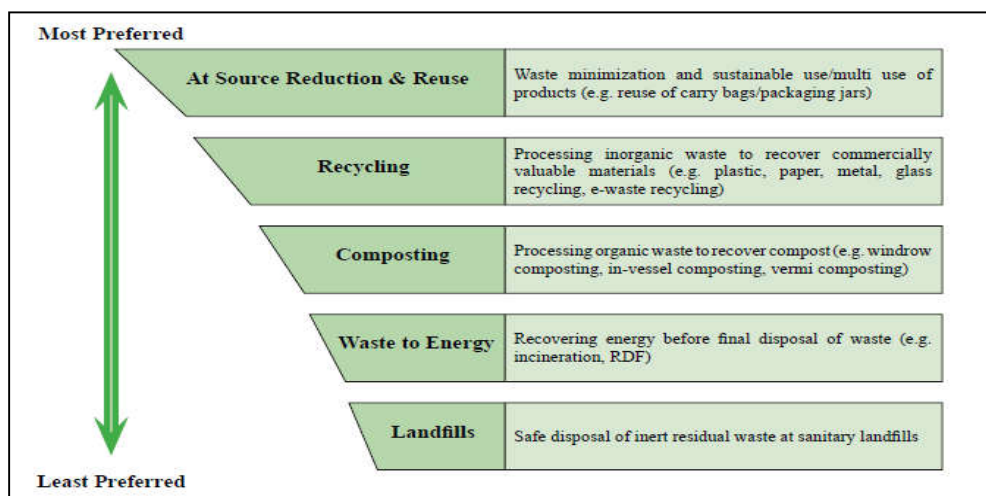 Most Preferred
At Source Reduction & Reuse
Waste minimization and sustainable use/multi use of
products (e.g. reuse of carry bags/packaging jars)
Recycling
Processing inorganic waste to recover commercially
valuable materials (e.g. plastic, paper, metal, glass
recycling, e-waste recycling)
Composting
Processing organic waste to recover compost (e.g. windrow
composting, in-vessel composting, vermi composting)
Waste to Energy
Recovering energy before final disposal of waste (e.g.
incineration, RDF)
Landfills
Safe disposal of inert residual waste at sanitary landfills
Least Preferred